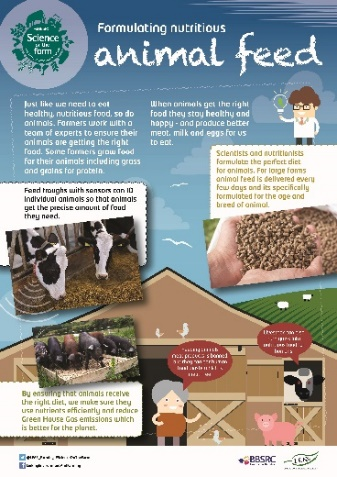 Science
on the
farm
Formulating nutritious
animal feed
Just like we need to eat
healthy, nutritious food, so do
animals. Farmers work with a
team of experts to ensure their
animals are getting the right
food. Some farmers grow food
for their animals including grass
and grains for protein.
When animals get the right
food they stay healthy and
happy - and produce better
meat, milk and eggs for us
to eat.
Scientists and nutritionists
formulate the perfect diet
for animals. For large farms
animal feed is delivered every
few days and its specifically
formulated for the age and
breed of animal.
Feed troughs with sensors can ID
individual animals so that animals
get the precise amount of food
they need.
By ensuring that animals receive
the right diet, we make sure they
use nutrients efficiently and reduce
Green House Gas emissions which
is better for the planet.
BBSRC